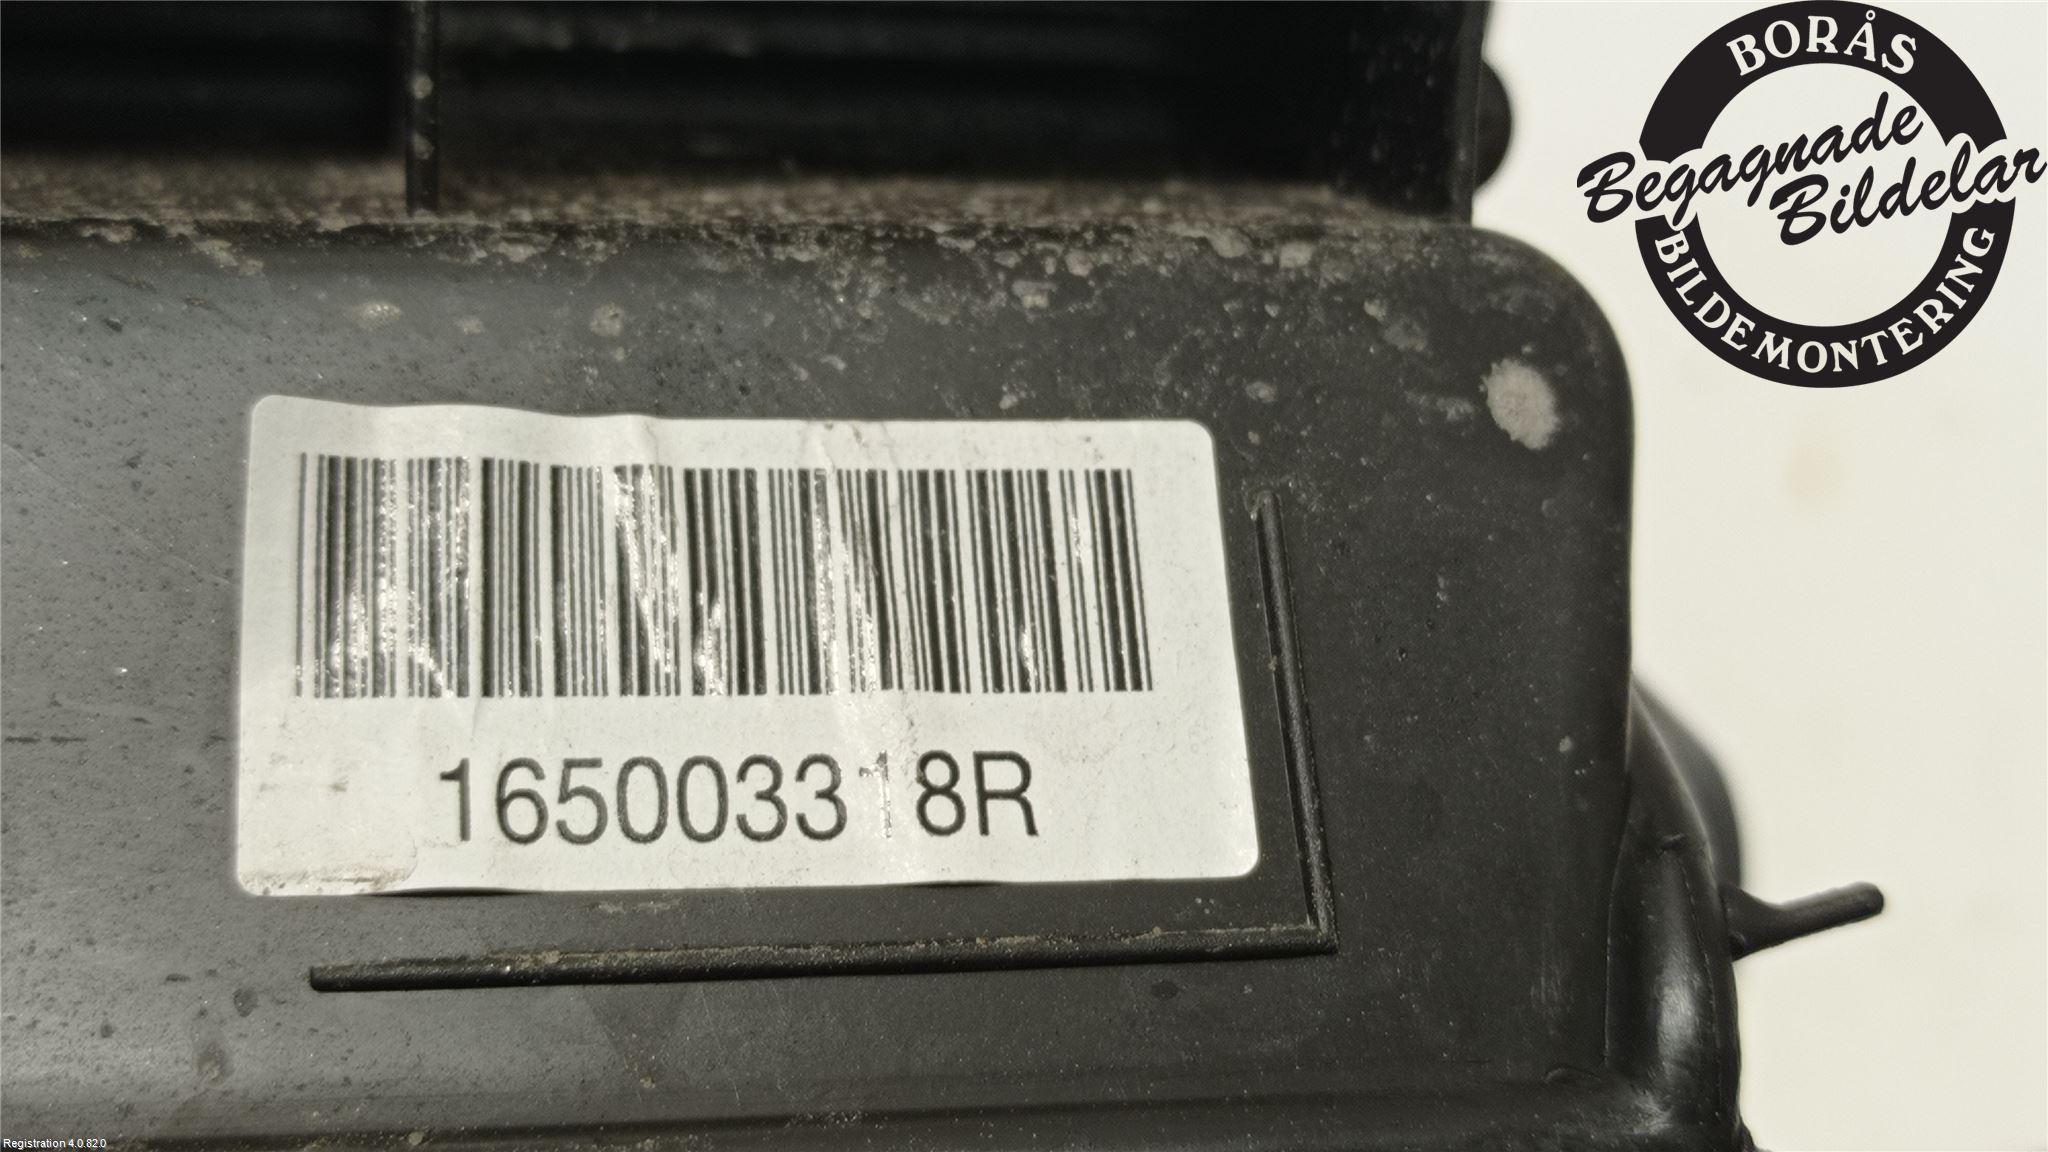 BORÅS
Begagnade
Bildelar
BILDEMONTERING
165003318R
Registration 4.0.82.0